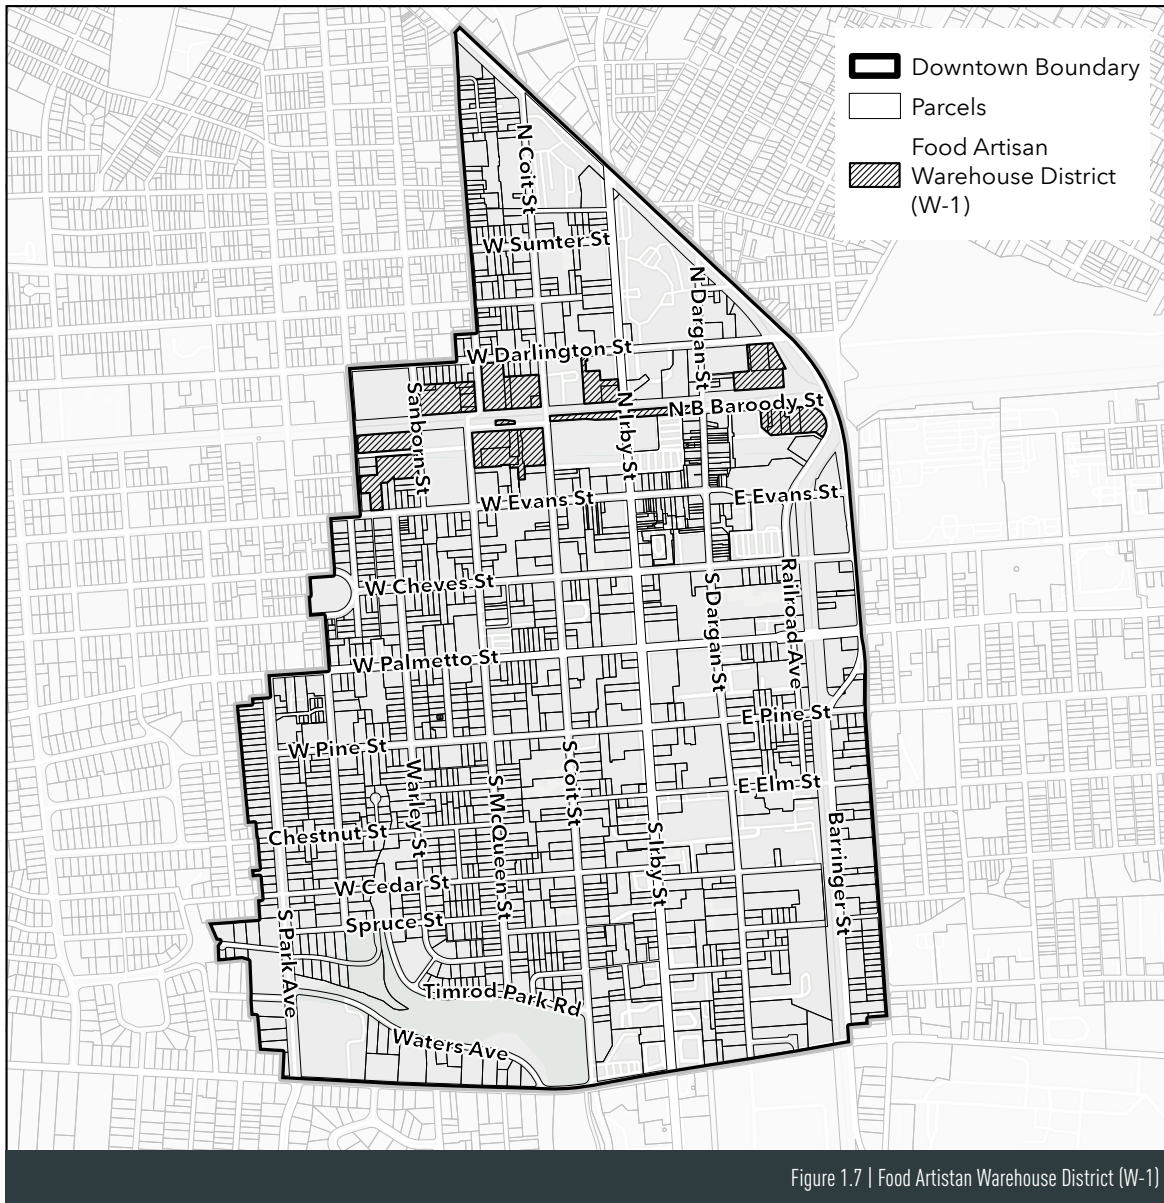 Downtown Boundary
Parcels
Food Artisan
Warehouse District
(W-1)
N Coit St
W Sumter St
N Dargan St
W Darlington St
Sanborn St
N Irby St
N B Baroody St
W Evans St
E Evans St
W Cheves St
S Dargan St
Railroad Ave
W Palmetto St
E Pine St
W Pine St
Warley St
S McQueen St
S Coit St
E Elm St
Chestnut St
S Irby St
Barringer St
W Cedar St
Spruce St
S Park Ave
Timrod Park Rd
Waters Ave
Figure 1.7 | Food Artistan Warehouse District (W-1)